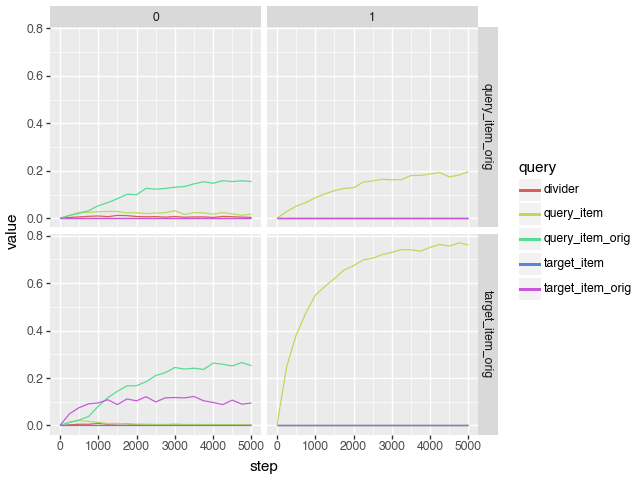 0
1
0.8
0.6
0.4
0.2
0.0
query_item_orig
0.8
0.6
0.4
0.2
0.0
target_item_orig
0
1000
2000
3000
4000
5000
0
1000
2000
3000
4000
5000
step
value
query
divider
query_item
query_item_orig
target_item
target_item_orig